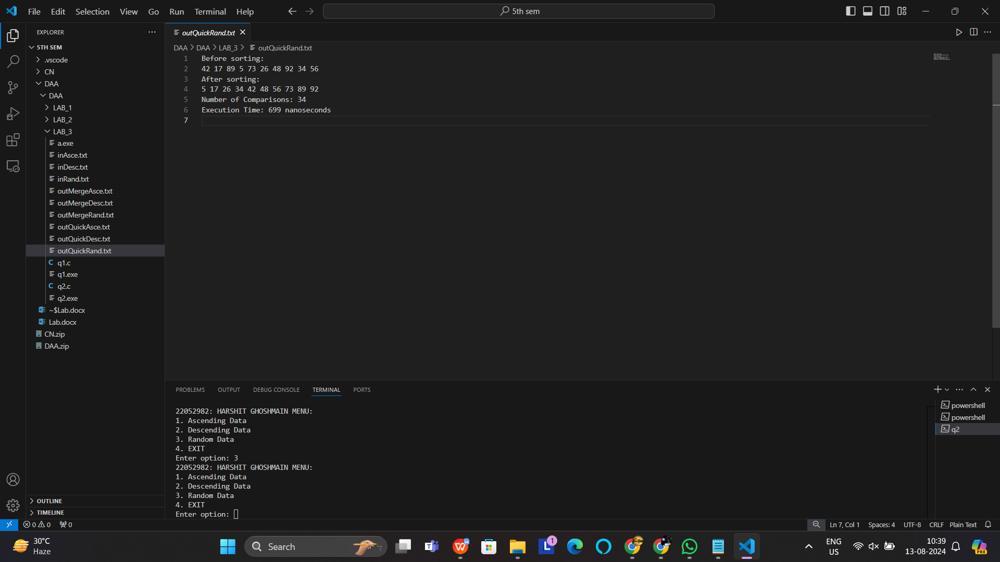 File Edit Selection View Go Run Terminal Help
5th sem
EXPLORER
5TH SEM
.vscode
CN
DAA
DAA
LAB_1
LAB_2
LAB_3
a.exe
inAsce.txt
inDesc.txt
inRand.txt
outMergeAsce.txt
outMergeDesc.txt
outMergeRand.txt
outQuickAsce.txt
outQuickDesc.txt
outQuickRand.txt
C q1.c
q1.exe
C q2.c
q2.exe
~$Lab.docx
Lab.docx
CN.zip
DAA.zip
OUTLINE
TIMELINE
outQuickRand.txt
DAA > DAA > LAB_3 > outQuickRand.txt
1 Before sorting:
2 42 17 89 5 73 26 48 92 34 56
3 After sorting:
4 5 17 26 34 42 48 56 73 89 92
5 Number of Comparisons: 34
6 Execution Time: 699 nanoseconds
7
PROBLEMS OUTPUT DEBUG CONSOLE TERMINAL PORTS
22052982: HARSHIT GHOSHMAIN MENU:
1. Ascending Data
2. Descending Data
3. Random Data
4. EXIT
Enter option: 3
22052982: HARSHIT GHOSHMAIN MENU:
1. Ascending Data
2. Descending Data
3. Random Data
4. EXIT
Enter option:
powershell
powershell
q2
0 0 0
Ln 7, Col 1 Spaces: 4 UTF-8 CRLF Plain Text
30°C
Haze
Search
1
ENG
US
10:39
13-08-2024
PRE